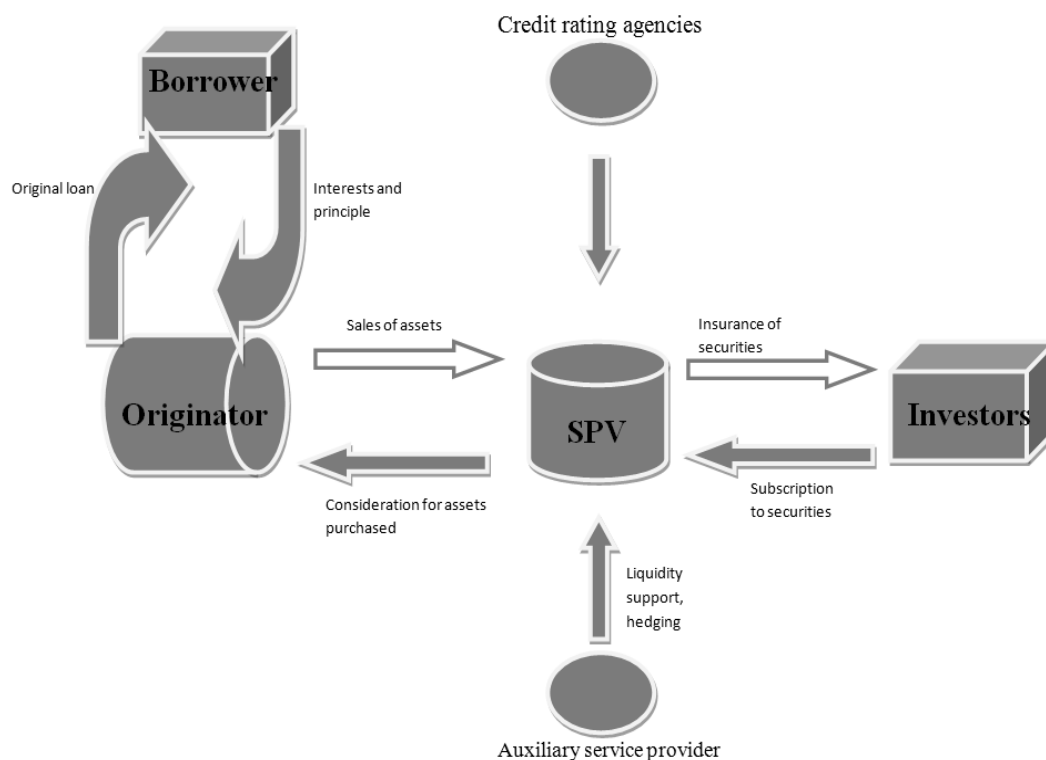 Credit rating agencies
Borrower
Original loan
Interests and
principle
Sales of assets
Insurance of
securities
Originator
SPV
Investors
Consideration for assets
purchased
Subscription
to securities
Liquidity
support,
hedging
Auxiliary service provider